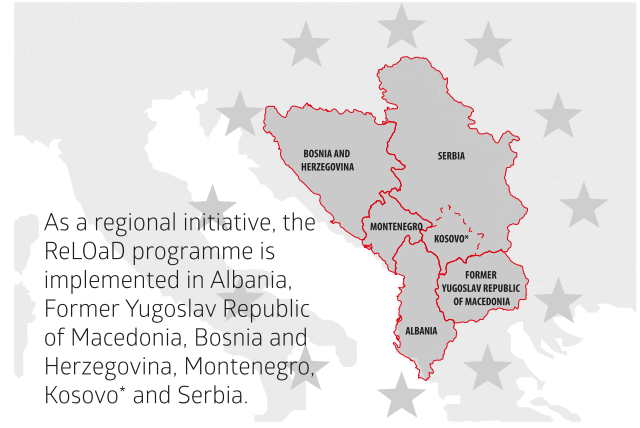 BOSNIA AND
HERZEGOVINA
SERBIA
MONTENEGRO
KOSOVO*
FORMER
YUGOSLAV REPUBLIC
OF MACEDONIA
ALBANIA
As a regional initiative, the
ReLOaD programme is
implemented in Albania,
Former Yugoslav Republic
of Macedonia, Bosnia and
Herzegovina, Montenegro,
Kosovo* and Serbia.